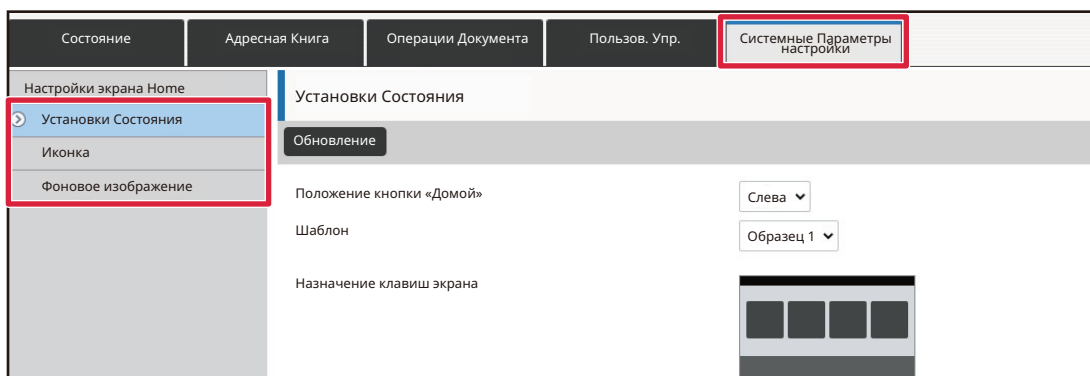 Состояние
Адресная Книга
Операции Документа
Пользов. Упр.
Системные Параметры
настройки
Настройки экрана Home
Установки Состояния
Иконка
Фоновое изображение
Установки Состояния
Обновление
Положение кнопки «Домой»
Слева
Шаблон
Образец 1
Назначение клавиш экрана